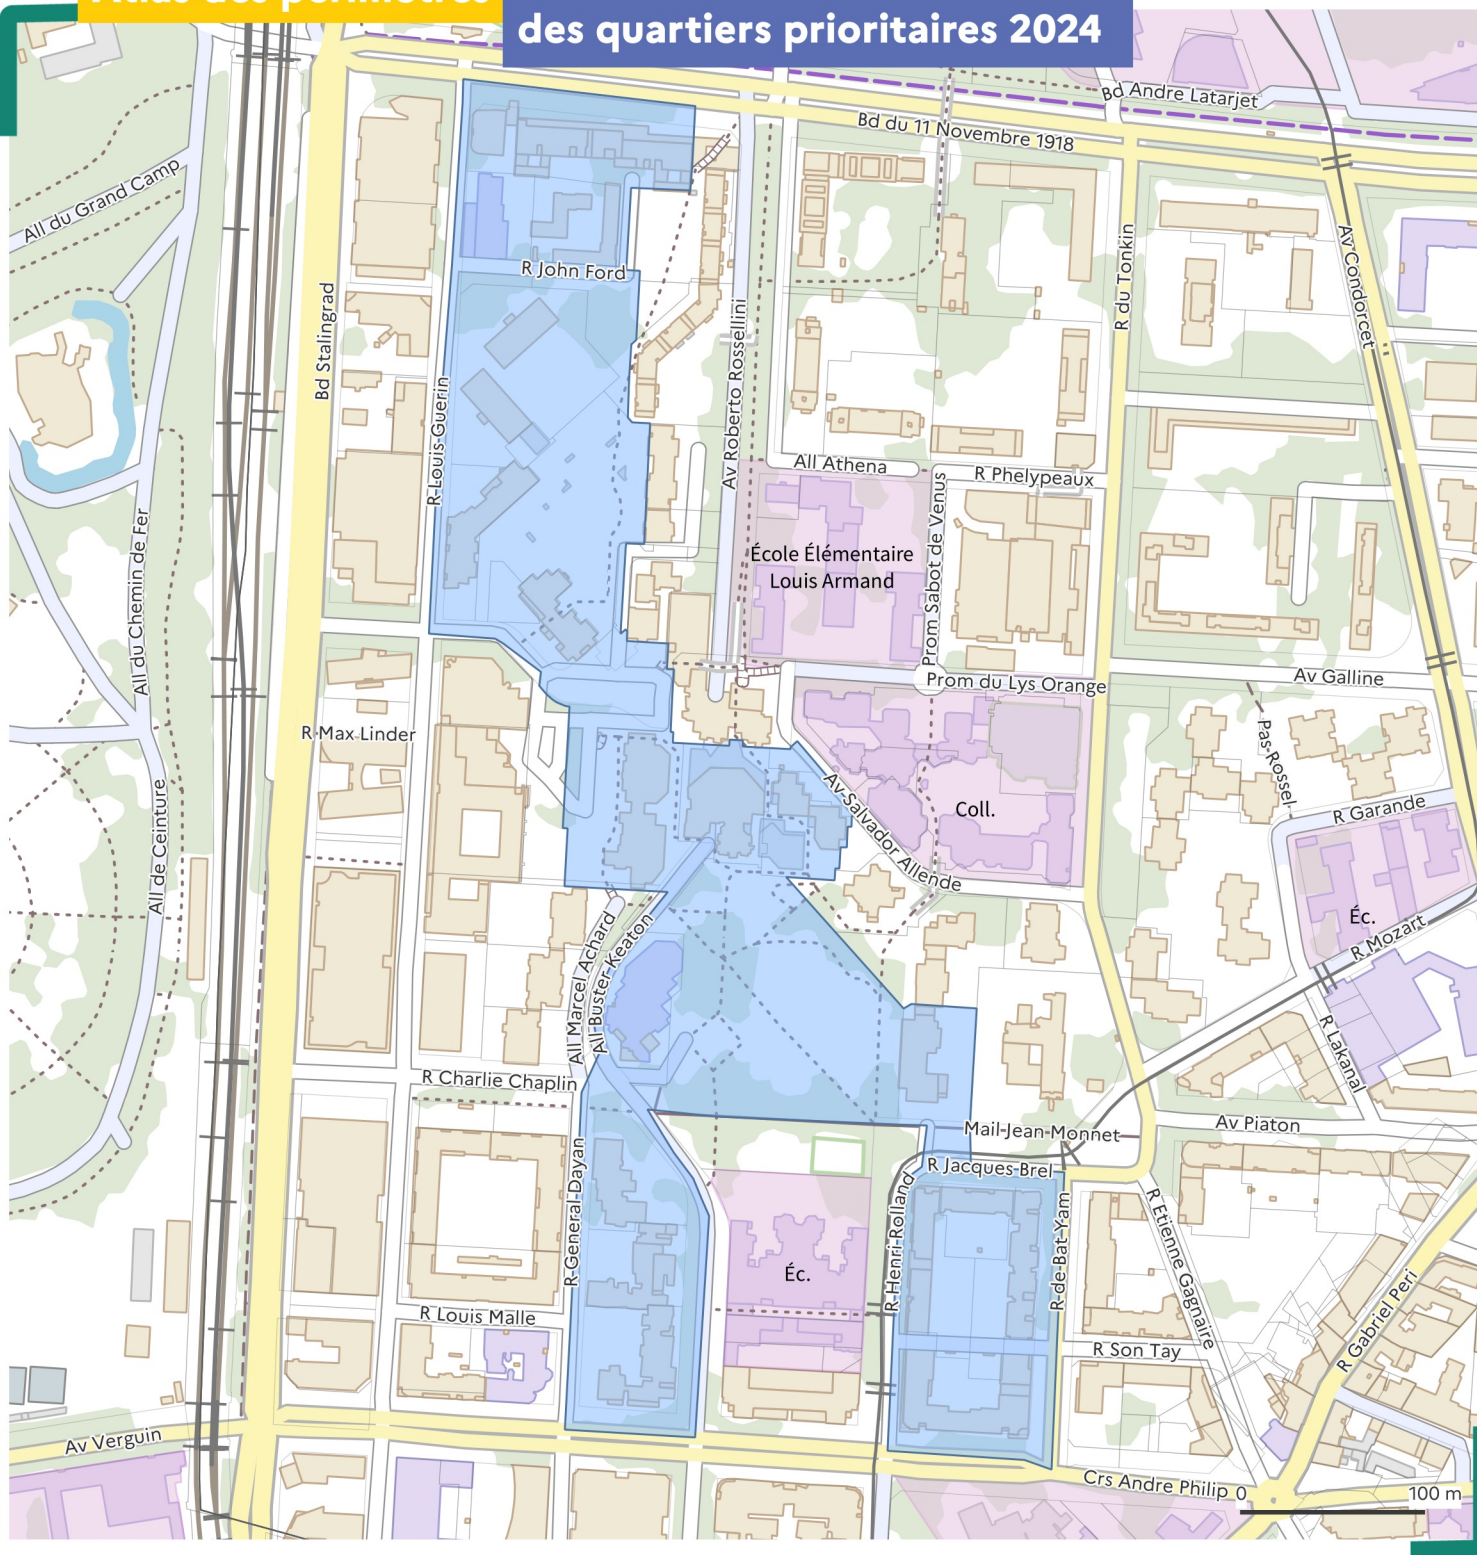 Atlas des périmètres
des quartiers prioritaires 2024
Bd Andre Latarjet
Bd du 11 Novembre 1918
All du Grand Camp
R John Ford
R du Tonkin
Av Condorcet
Bd Stalingrad
Av Roberto Rossellini
R Louis Guerin
All Athena
R Phelypeaux
École Élémentaire
Louis Armand
Prom Sabot de Venus
All du Chemin de Fer
Prom du Lys Orange
Av Galline
R Max Linder
Pas Rossel
Av Salvador Allende
Coll.
R Garande
All de Ceinture
Éc.
R Mozart
All Marcel Achard
All Buster Keaton
R Lakanal
R Charlie Chaplin
Mail Jean Monnet
Av Piaton
R Jacques Brel
R General Dayan
R Henri Rolland
R de Bat Yam
R Etienne Gagnaire
Éc.
R Louis Malle
R Son Tay
R Gabriel Peri
Av Verguin
Crs Andre Philip
0
100 m